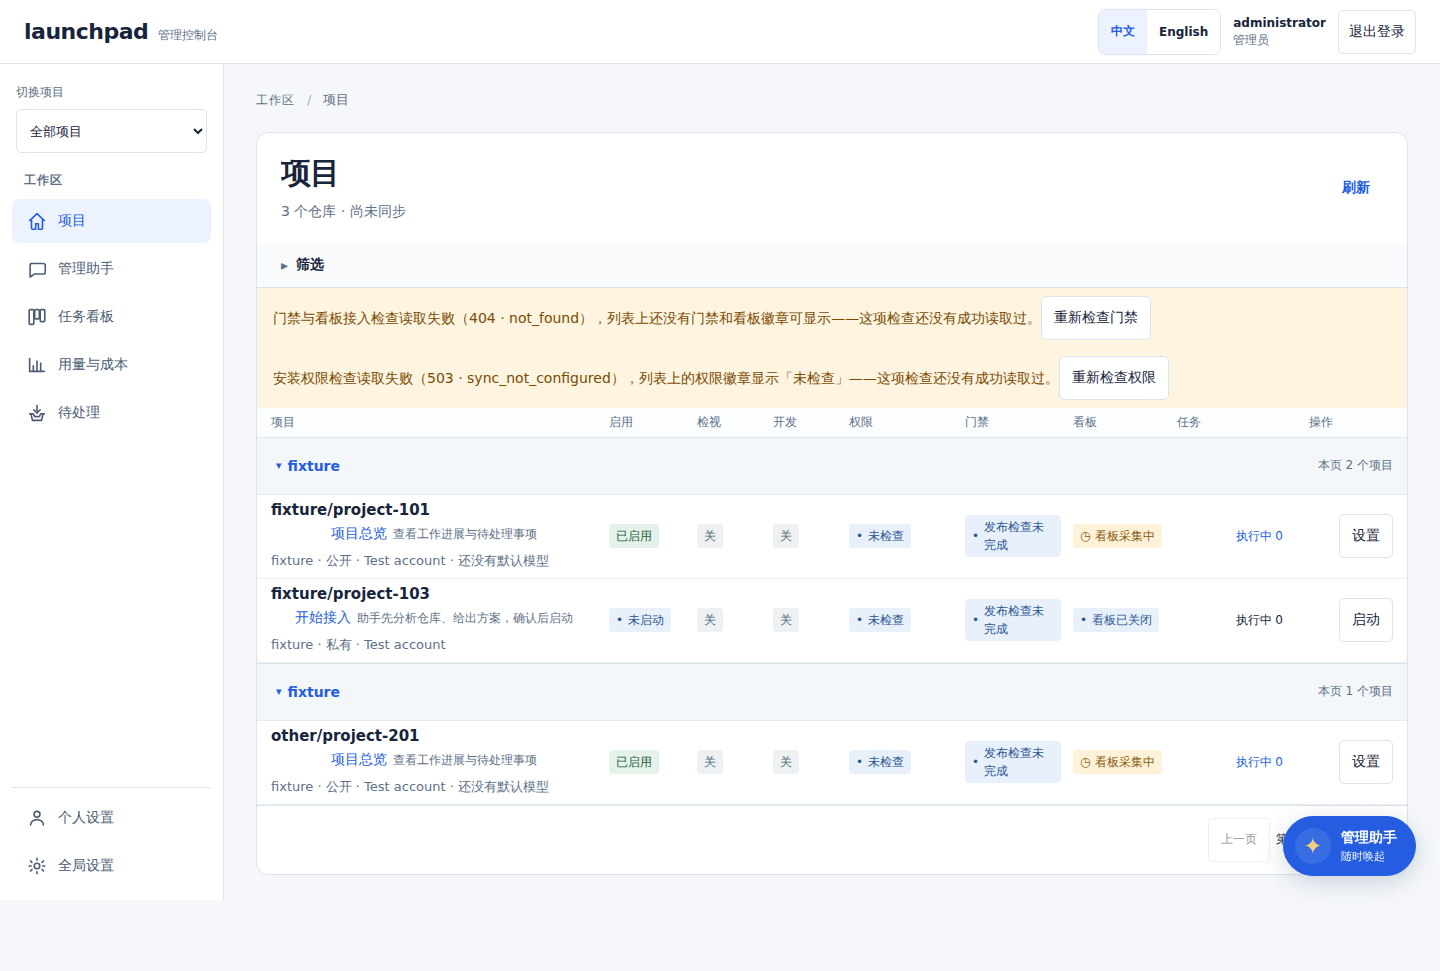 launchpad 管理控制台
中文 English administrator 管理员 退出登录
切换项目
全部项目
工作区
项目
管理助手
任务看板
用量与成本
待处理
个人设置
全局设置
工作区 / 项目
项目
3 个仓库 · 尚未同步
刷新
▸ 筛选
门禁与看板接入检查读取失败（404 · not_found），列表上还没有门禁和看板徽章可显示——这项检查还没有成功读取过。 重新检查门禁
安装权限检查读取失败（503 · sync_not_configured），列表上的权限徽章显示「未检查」——这项检查还没有成功读取过。 重新检查权限
项目 启用 检视 开发 权限 门禁 看板 任务 操作
▾ fixture 本页 2 个项目
fixture/project-101
项目总览 查看工作进展与待处理事项
fixture · 公开 · Test account · 还没有默认模型
已启用 关 关 • 未检查 • 发布检查未完成 ◷ 看板采集中 执行中 0 设置
fixture/project-103
开始接入 助手先分析仓库、给出方案，确认后启动
fixture · 私有 · Test account
• 未启动 关 关 • 未检查 • 发布检查未完成 • 看板已关闭 执行中 0 启动
▾ fixture 本页 1 个项目
other/project-201
项目总览 查看工作进展与待处理事项
fixture · 公开 · Test account · 还没有默认模型
已启用 关 关 • 未检查 • 发布检查未完成 ◷ 看板采集中 执行中 0 设置
上一页
管理助手
随时唤起